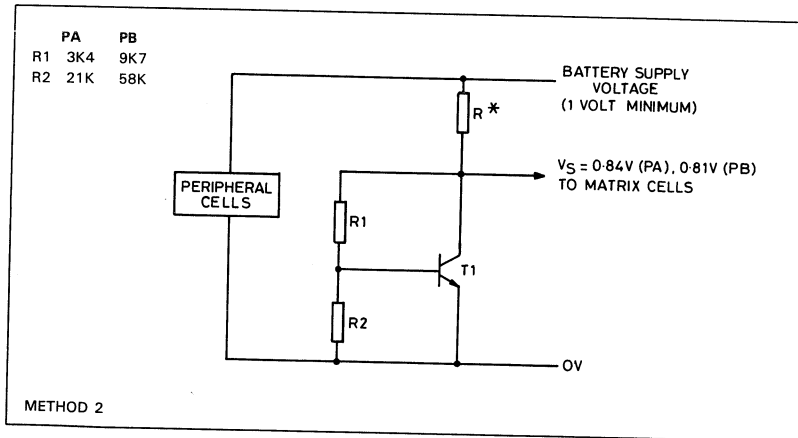 PA PB
R1 3K4 9K7
R2 21K 58K
BATTERY SUPPLY
VOLTAGE
(1 VOLT MINIMUM)
R *
VS = 0·84V (PA), 0·81V (PB)
TO MATRIX CELLS
PERIPHERAL
CELLS
R1
T1
R2
0V
METHOD 2